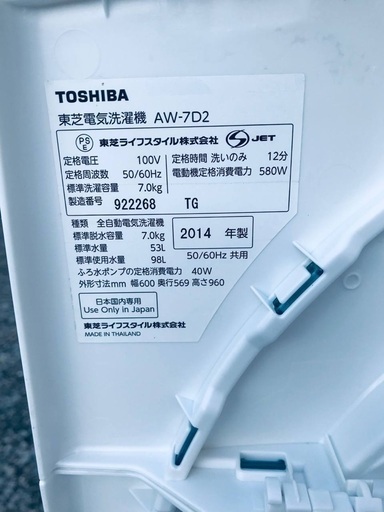 TOSHIBA
東芝電気洗濯機 AW-7D2
PS E 東芝ライフスタイル株式会社 JET
定格電圧 100V 定格時間 洗いのみ 12分
定格周波数 50/60Hz 電動機定格消費電力 580W
標準洗濯容量 7.0kg
製造番号 922268 TG
種類 全自動電気洗濯機
標準脱水容量 7.0kg 2014 年製
標準水量 53L
標準使用水量 98L 50/60Hz 共用
ふろ水ポンプの定格消費電力 40W
外形寸法mm 幅600 奥行569 高さ960
日本国内専用
Use Only in Japan
東芝ライフスタイル株式会社
MADE IN THAILAND